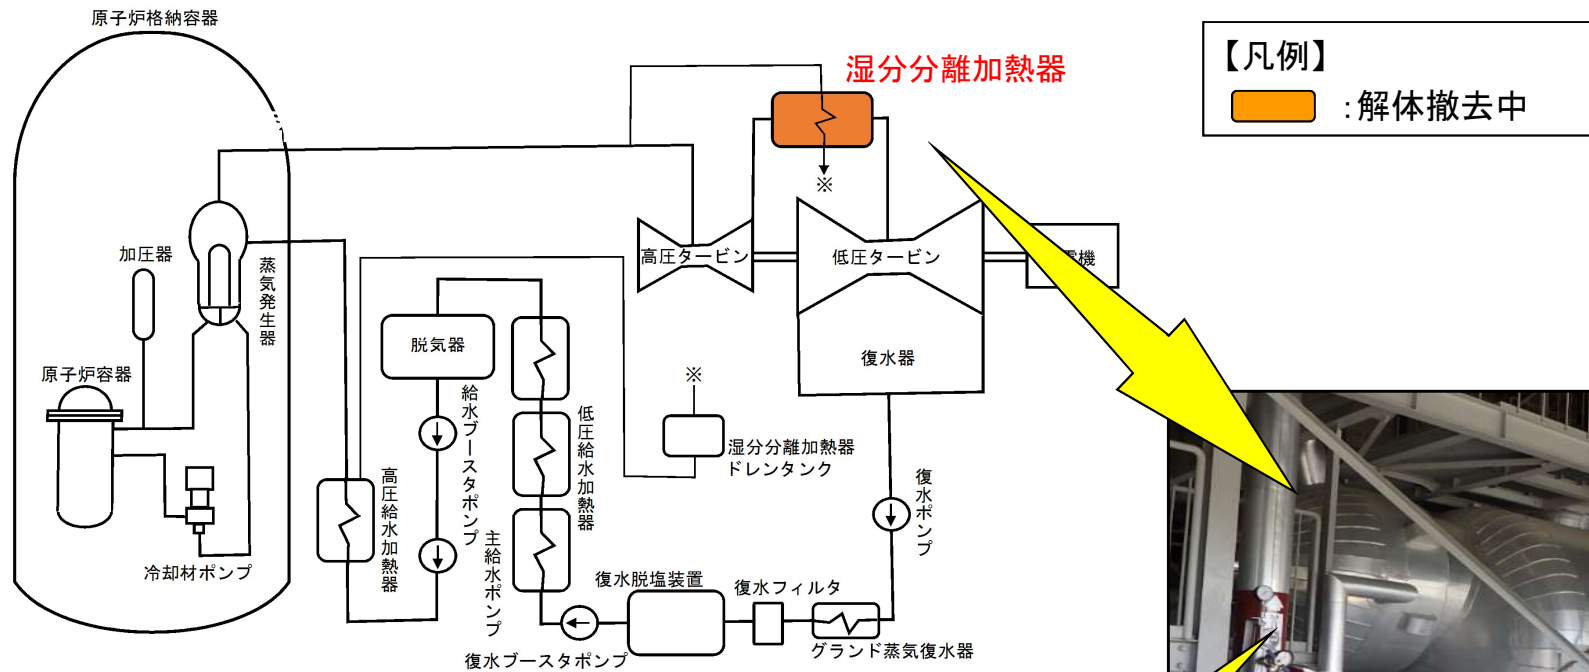 原子炉格納容器
湿分分離加熱器
【凡例】
：解体撤去中
※
加圧器
蒸気発生器
高圧タービン
低圧タービン
機
原子炉容器
脱気器
復水器
※
給水ブースタポンプ
低圧給水加熱器
湿分分離加熱器
ドレンタンク
高圧給水加熱器
主給水ポンプ
復水ポンプ
冷却材ポンプ
復水脱塩装置
復水フィルタ
復水ブースタポンプ
グランド蒸気復水器